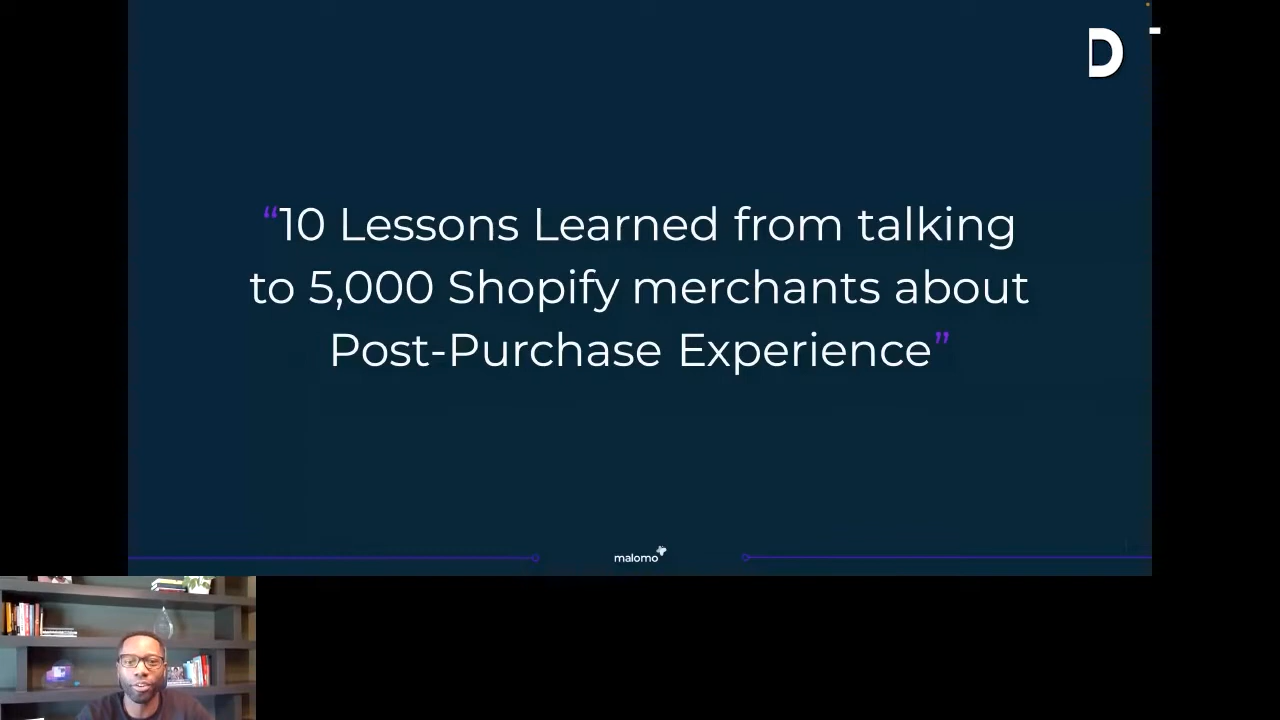 D
“10 Lessons Learned from talking
to 5,000 Shopify merchants about
Post-Purchase Experience”
malomo